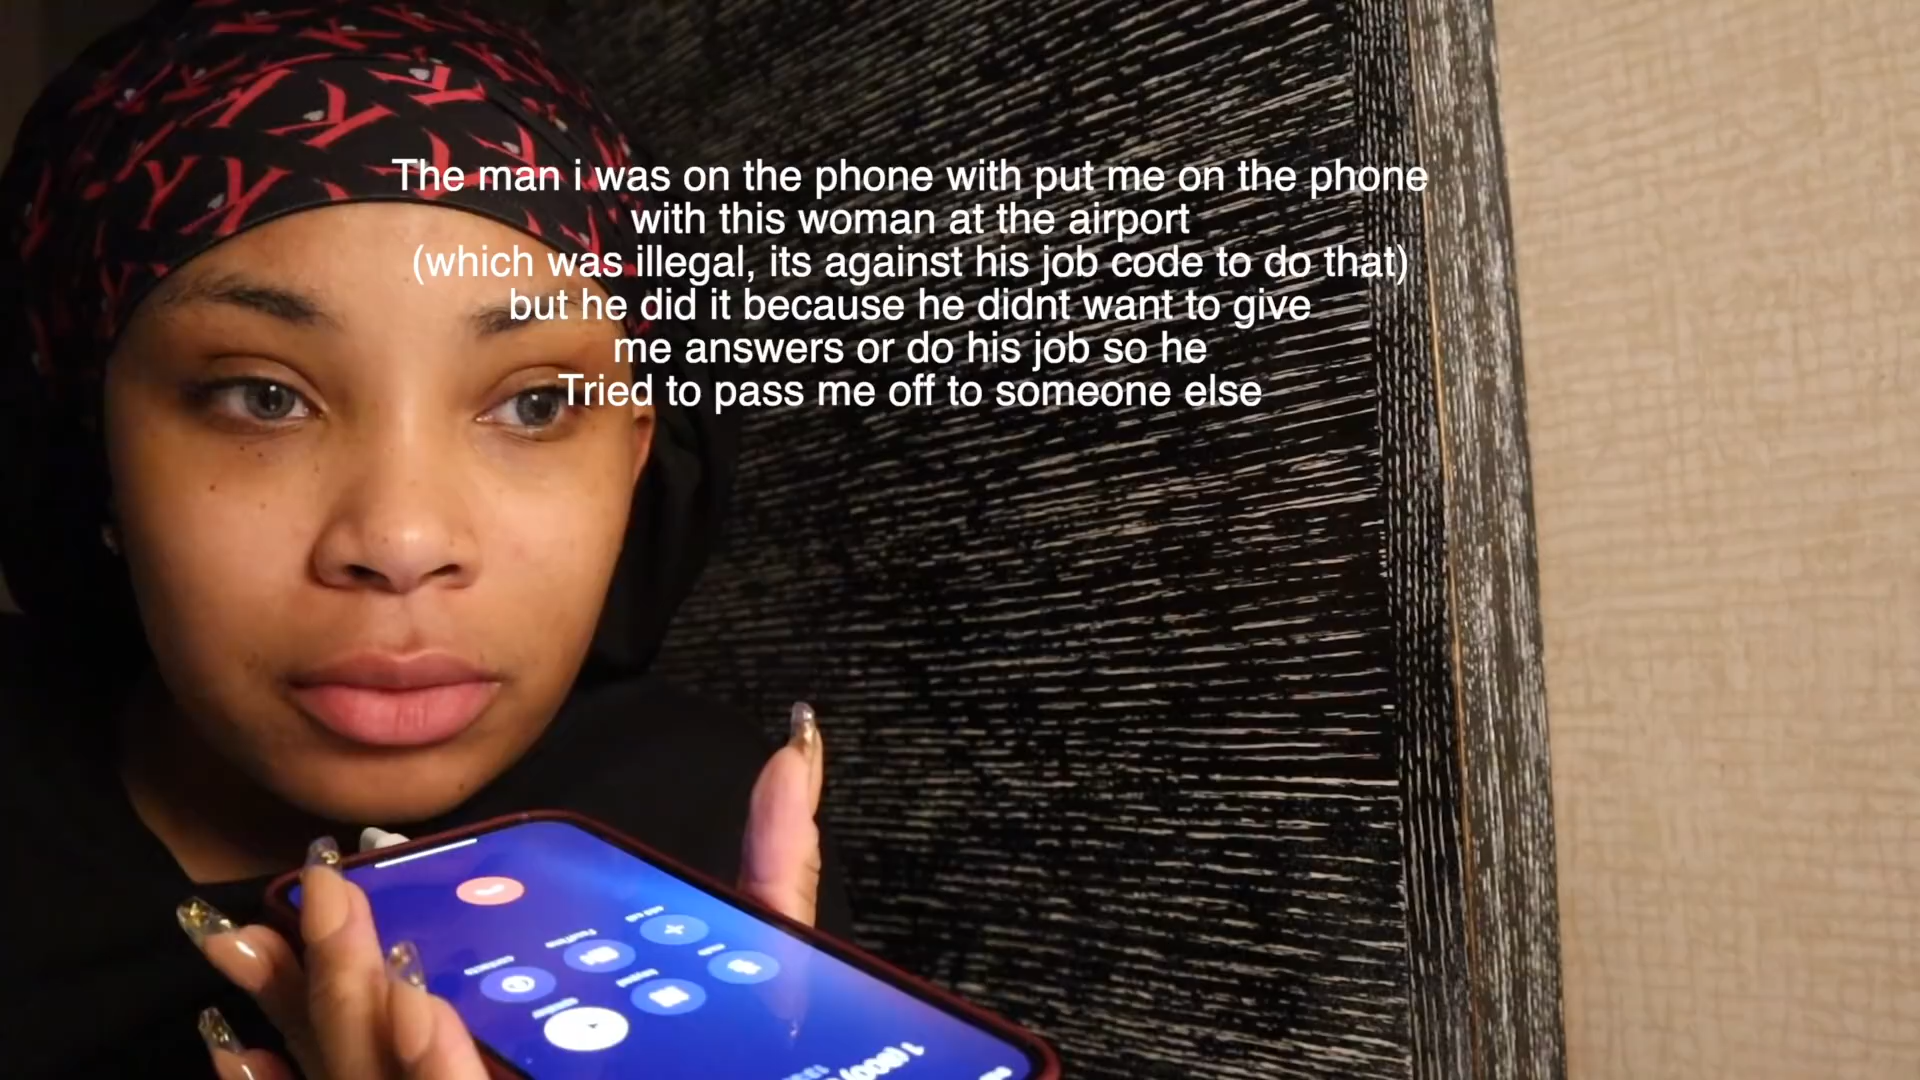 The man i was on the phone with put me on the phone
with this woman at the airport
(which was illegal, its against his job code to do that)
but he did it because he didnt want to give
me answers or do his job so he
Tried to pass me off to someone else